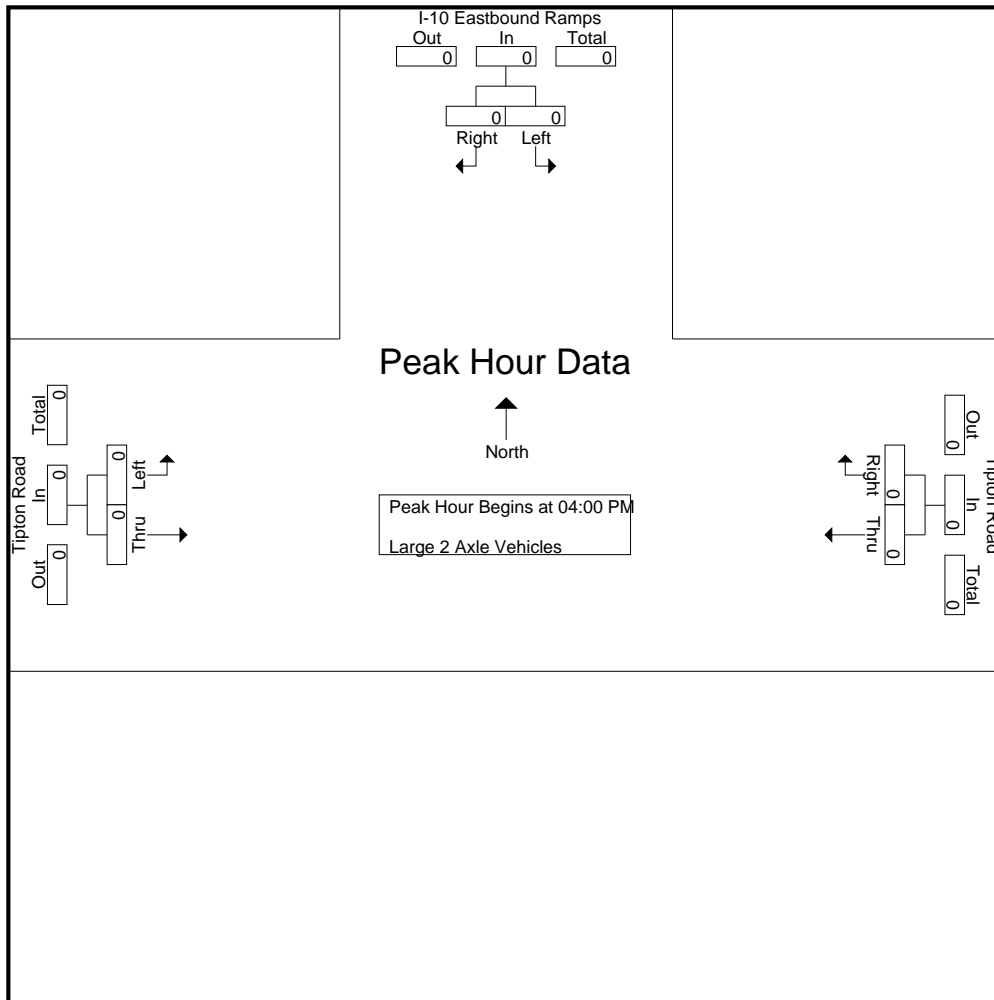 I-10 Eastbound Ramps
Out In Total
0 0 0
0 0
Right Left
Peak Hour Data
North
Peak Hour Begins at 04:00 PM
Large 2 Axle Vehicles
Tipton Road
Total In Out
0 0 0
0 0
Left Thru
Tipton Road
Out In Total
0 0 0
0 0
Right Thru